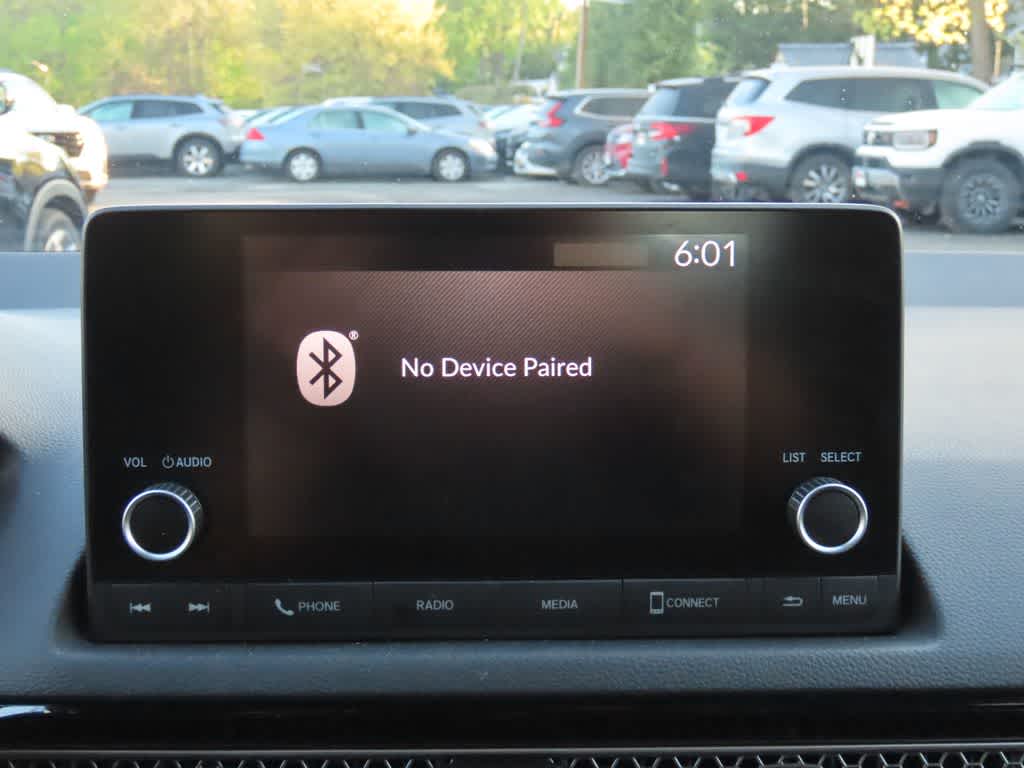 6:01
®
No Device Paired
VOL AUDIO
LIST SELECT
PHONE RADIO MEDIA CONNECT MENU